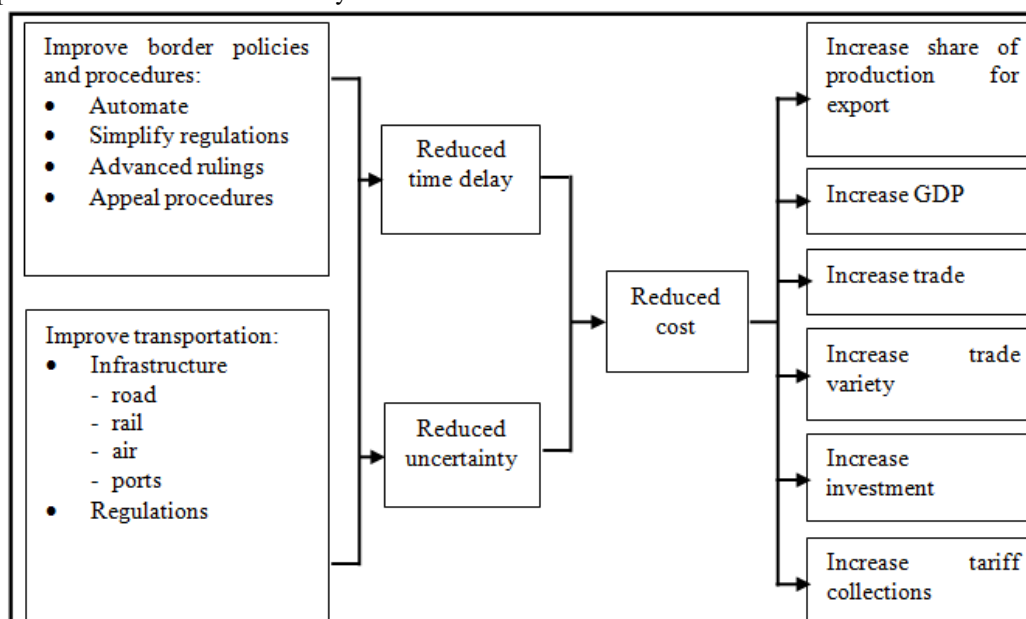 Improve border policies
and procedures:
• Automate
• Simplify regulations
• Advanced rulings
• Appeal procedures
Improve transportation:
• Infrastructure
- road
- rail
- air
- ports
• Regulations
Reduced
time delay
Reduced
uncertainty
Reduced
cost
Increase share of
production for
export
Increase GDP
Increase trade
Increase trade
variety
Increase
investment
Increase tariff
collections